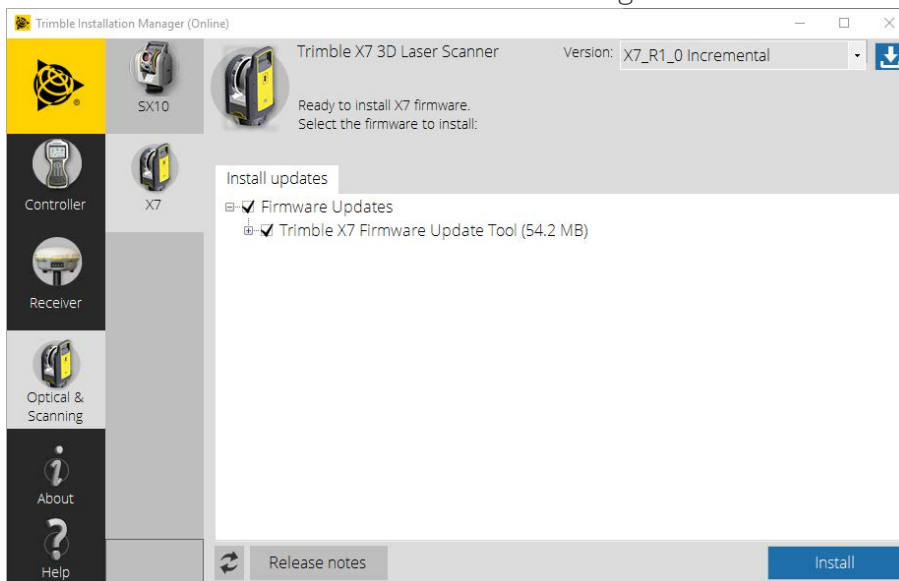 Trimble Installation Manager (Online)
Trimble X7 3D Laser Scanner
Version: X7_R1_0 Incremental
SX10
Ready to install X7 firmware.
Select the firmware to install:
Controller
X7
Install updates
Firmware Updates
Trimble X7 Firmware Update Tool (54.2 MB)
Receiver
Optical &
Scanning
About
Help
Release notes
Install